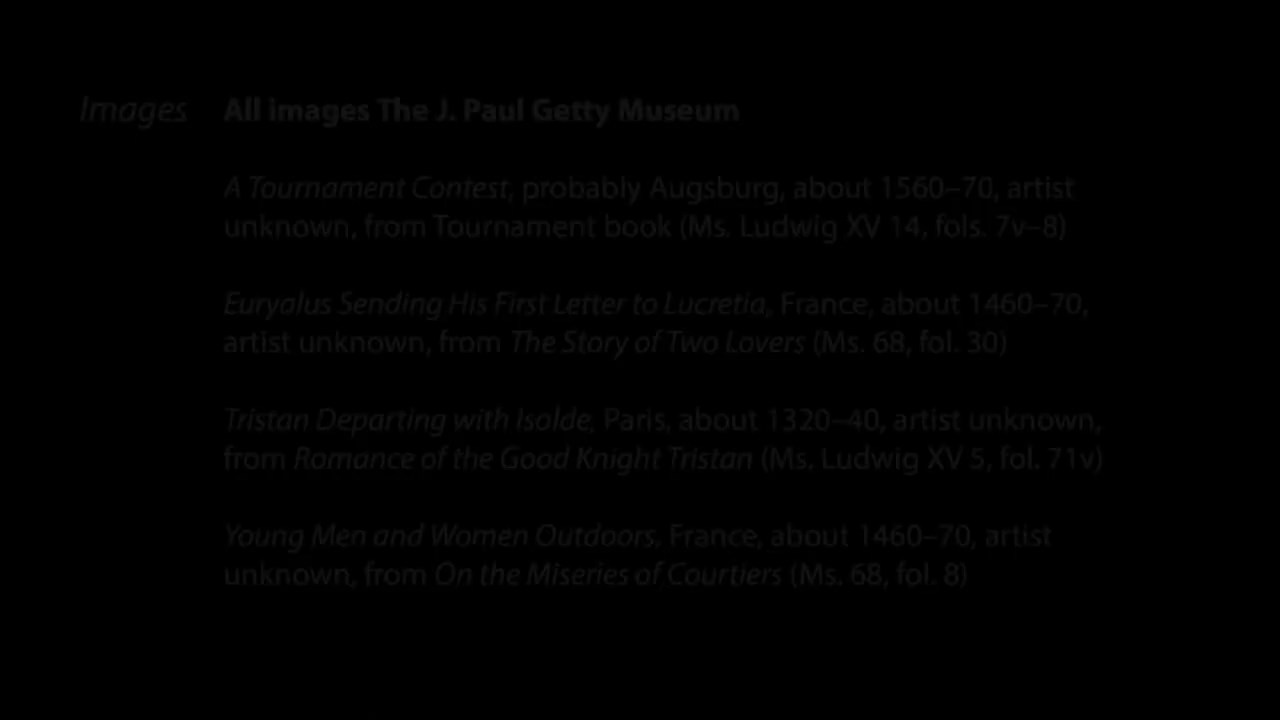 Images All images The J. Paul Getty Museum
A Tournament Contest, probably Augsburg, about 1560–70, artist
unknown, from Tournament book (Ms. Ludwig XV 14, fols. 7v–8)
Euryalus Sending His First Letter to Lucretia, France, about 1460–70,
artist unknown, from The Story of Two Lovers (Ms. 68, fol. 30)
Tristan Departing with Isolde, Paris, about 1320–40, artist unknown,
from Romance of the Good Knight Tristan (Ms. Ludwig XV 5, fol. 71v)
Young Men and Women Outdoors, France, about 1460–70, artist
unknown, from On the Miseries of Courtiers (Ms. 68, fol. 8)